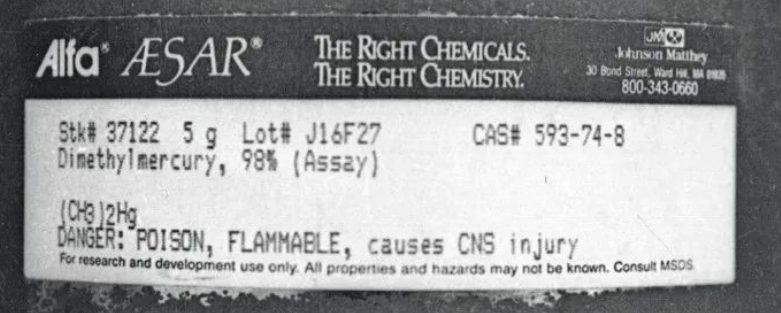 Alfa® ÆSAR®
THE RIGHT CHEMICALS.
THE RIGHT CHEMISTRY.
JM
Johnson Matthey
30 Bond Street, Ward Hill, MA 01835
800-343-0660
Stk# 37122 5 g Lot# J16F27 CAS# 593-74-8
Dimethylmercury, 98% (Assay)
(CH3)2Hg
DANGER: POISON, FLAMMABLE, causes CNS injury
For research and development use only. All properties and hazards may not be known. Consult MSDS.